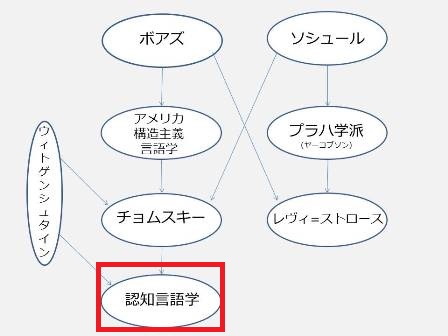 ボアズ
ソシュール
アメリカ
構造主義
言語学
プラハ学派
(ヤーコブソン)
ヴィトゲンシュタイン
チョムスキー
レヴィ=ストロース
認知言語学